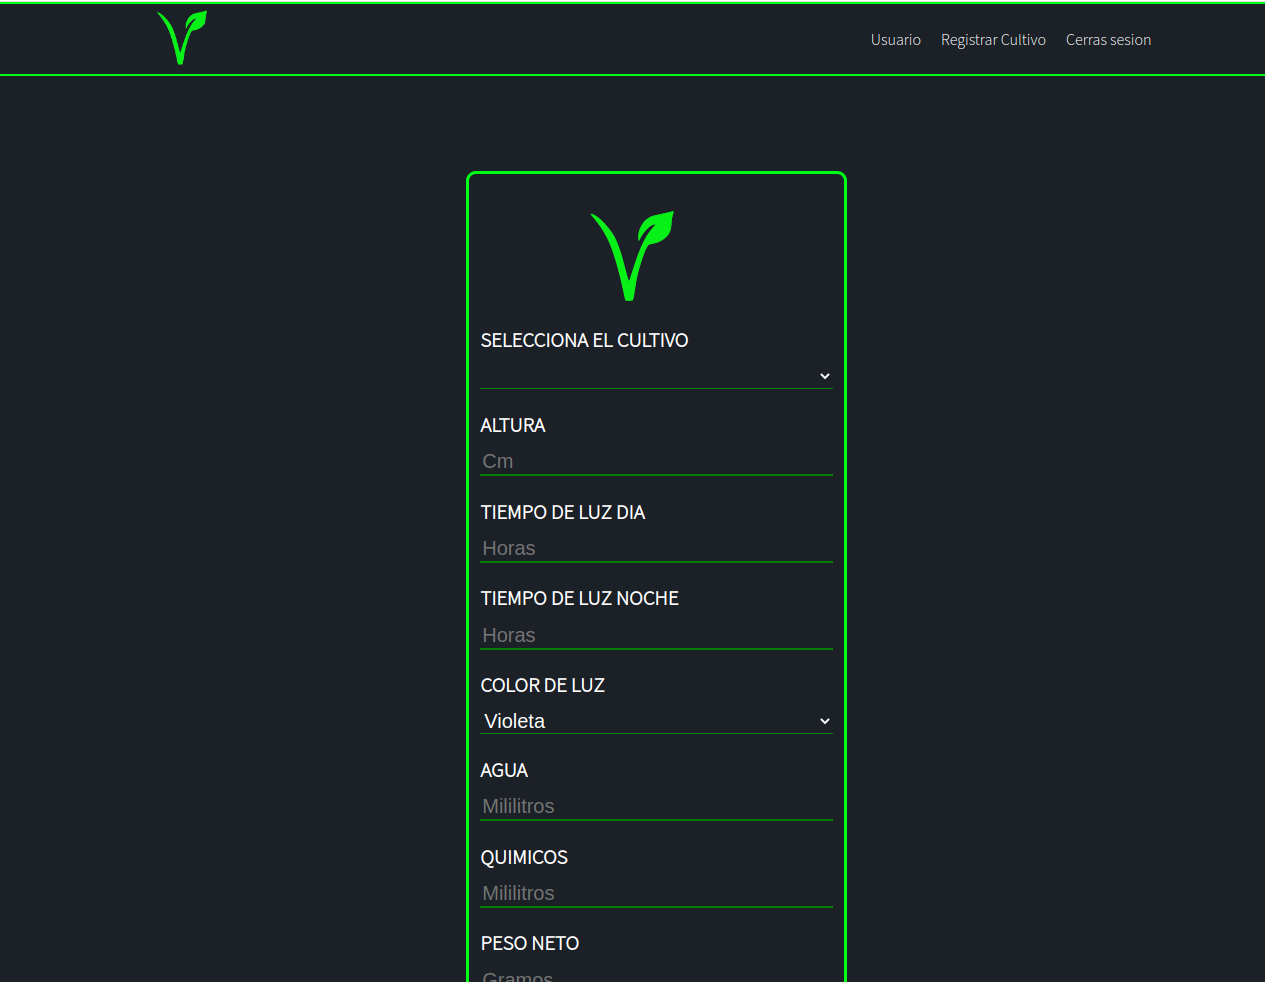 Usuario Registrar Cultivo Cerras sesion
SELECCIONA EL CULTIVO
ALTURA
Cm
TIEMPO DE LUZ DIA
Horas
TIEMPO DE LUZ NOCHE
Horas
COLOR DE LUZ
Violeta
AGUA
Mililitros
QUIMICOS
Mililitros
PESO NETO
Gramos